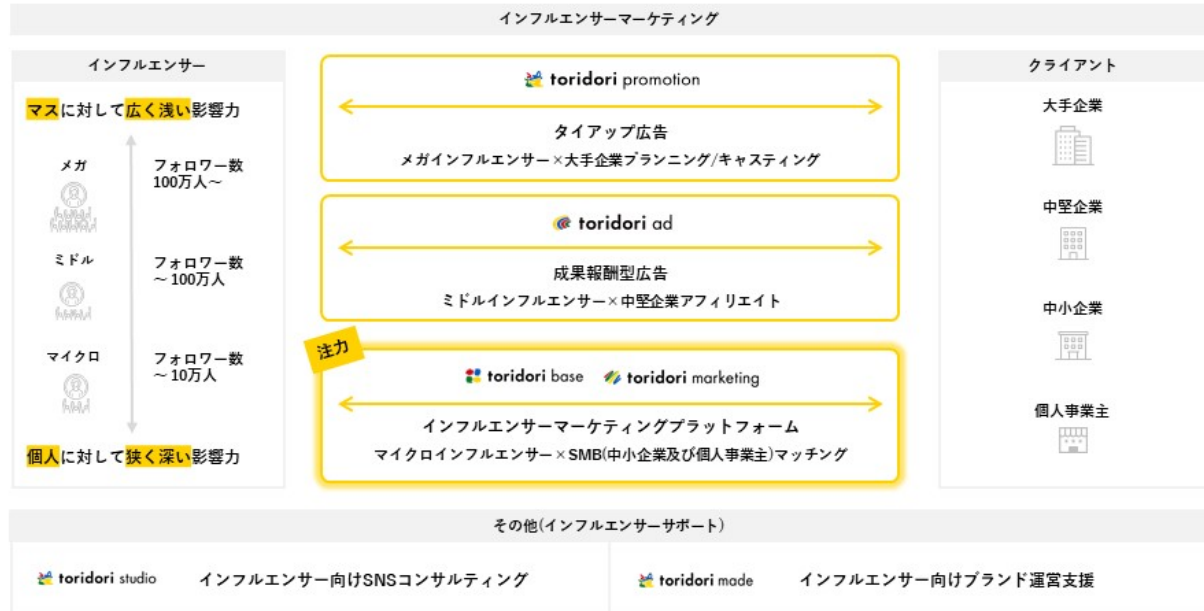 インフルエンサーマーケティング
インフルエンサー
マスに対して広く浅い影響力
メガ
フォロワー数
100万人～
ミドル
フォロワー数
～100万人
マイクロ
フォロワー数
～10万人
個人に対して狭く深い影響力
toridori promotion
タイアップ広告
メガインフルエンサー×大手企業プランニング/キャスティング
toridori ad
成果報酬型広告
ミドルインフルエンサー×中堅企業アフィリエイト
注力
toridori base toridori marketing
インフルエンサーマーケティングプラットフォーム
マイクロインフルエンサー×SMB(中小企業及び個人事業主)マッチング
クライアント
大手企業
中堅企業
中小企業
個人事業主
その他(インフルエンサーサポート)
toridori studio インフルエンサー向けSNSコンサルティング
toridori made インフルエンサー向けブランド運営支援